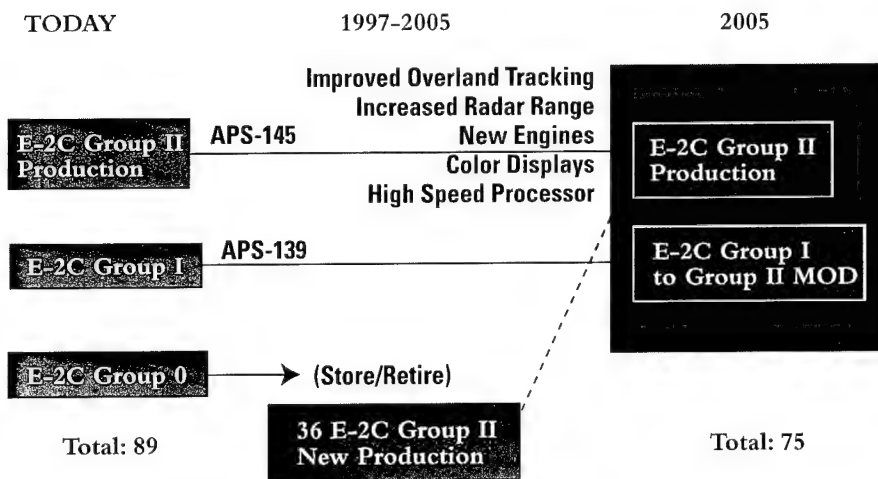 TODAY
1997-2005
2005
Improved Overland Tracking
Increased Radar Range
New Engines
Color Displays
High Speed Processor
E-2C Group II
Production
APS-145
E-2C Group II
Production
E-2C Group I
APS-139
E-2C Group I
to Group II MOD
E-2C Group 0
(Store/Retire)
36 E-2C Group II
New Production
Total: 89
Total: 75